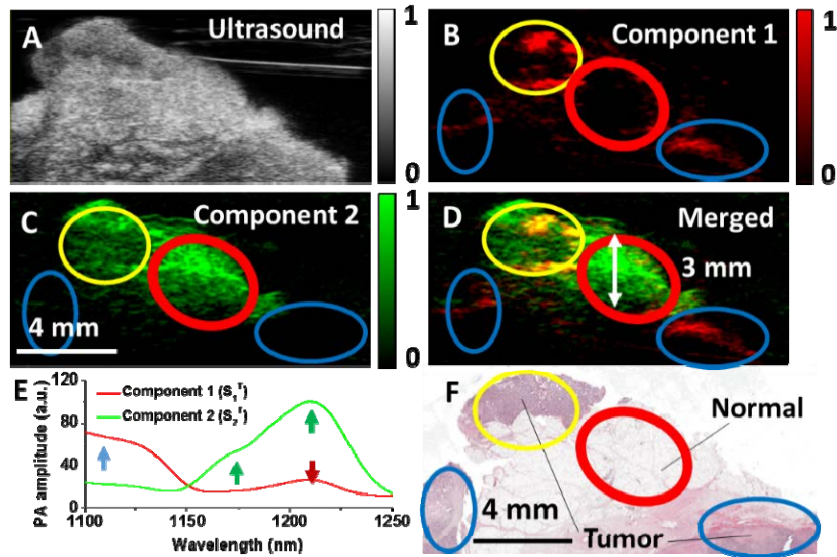 A
Ultrasound
1
0
B
Component 1
1
0
C
Component 2
4 mm
1
0
D
Merged
3 mm
E
PA amplitude (a.u.)
120
80
40
0
Component 1 (S₁ᵀ)
Component 2 (S₂ᵀ)
1100
1150
1200
1250
Wavelength (nm)
F
Normal
4 mm
Tumor